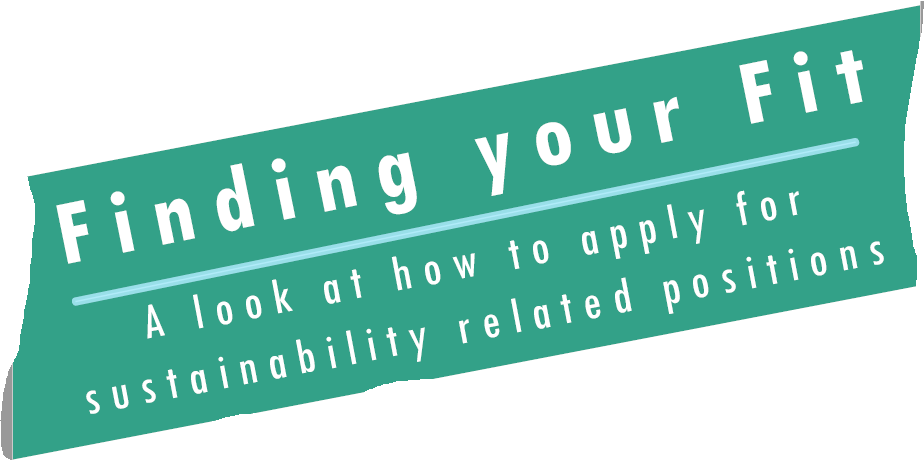 Finding your Fit
A look at how to apply for
sustainability related positions